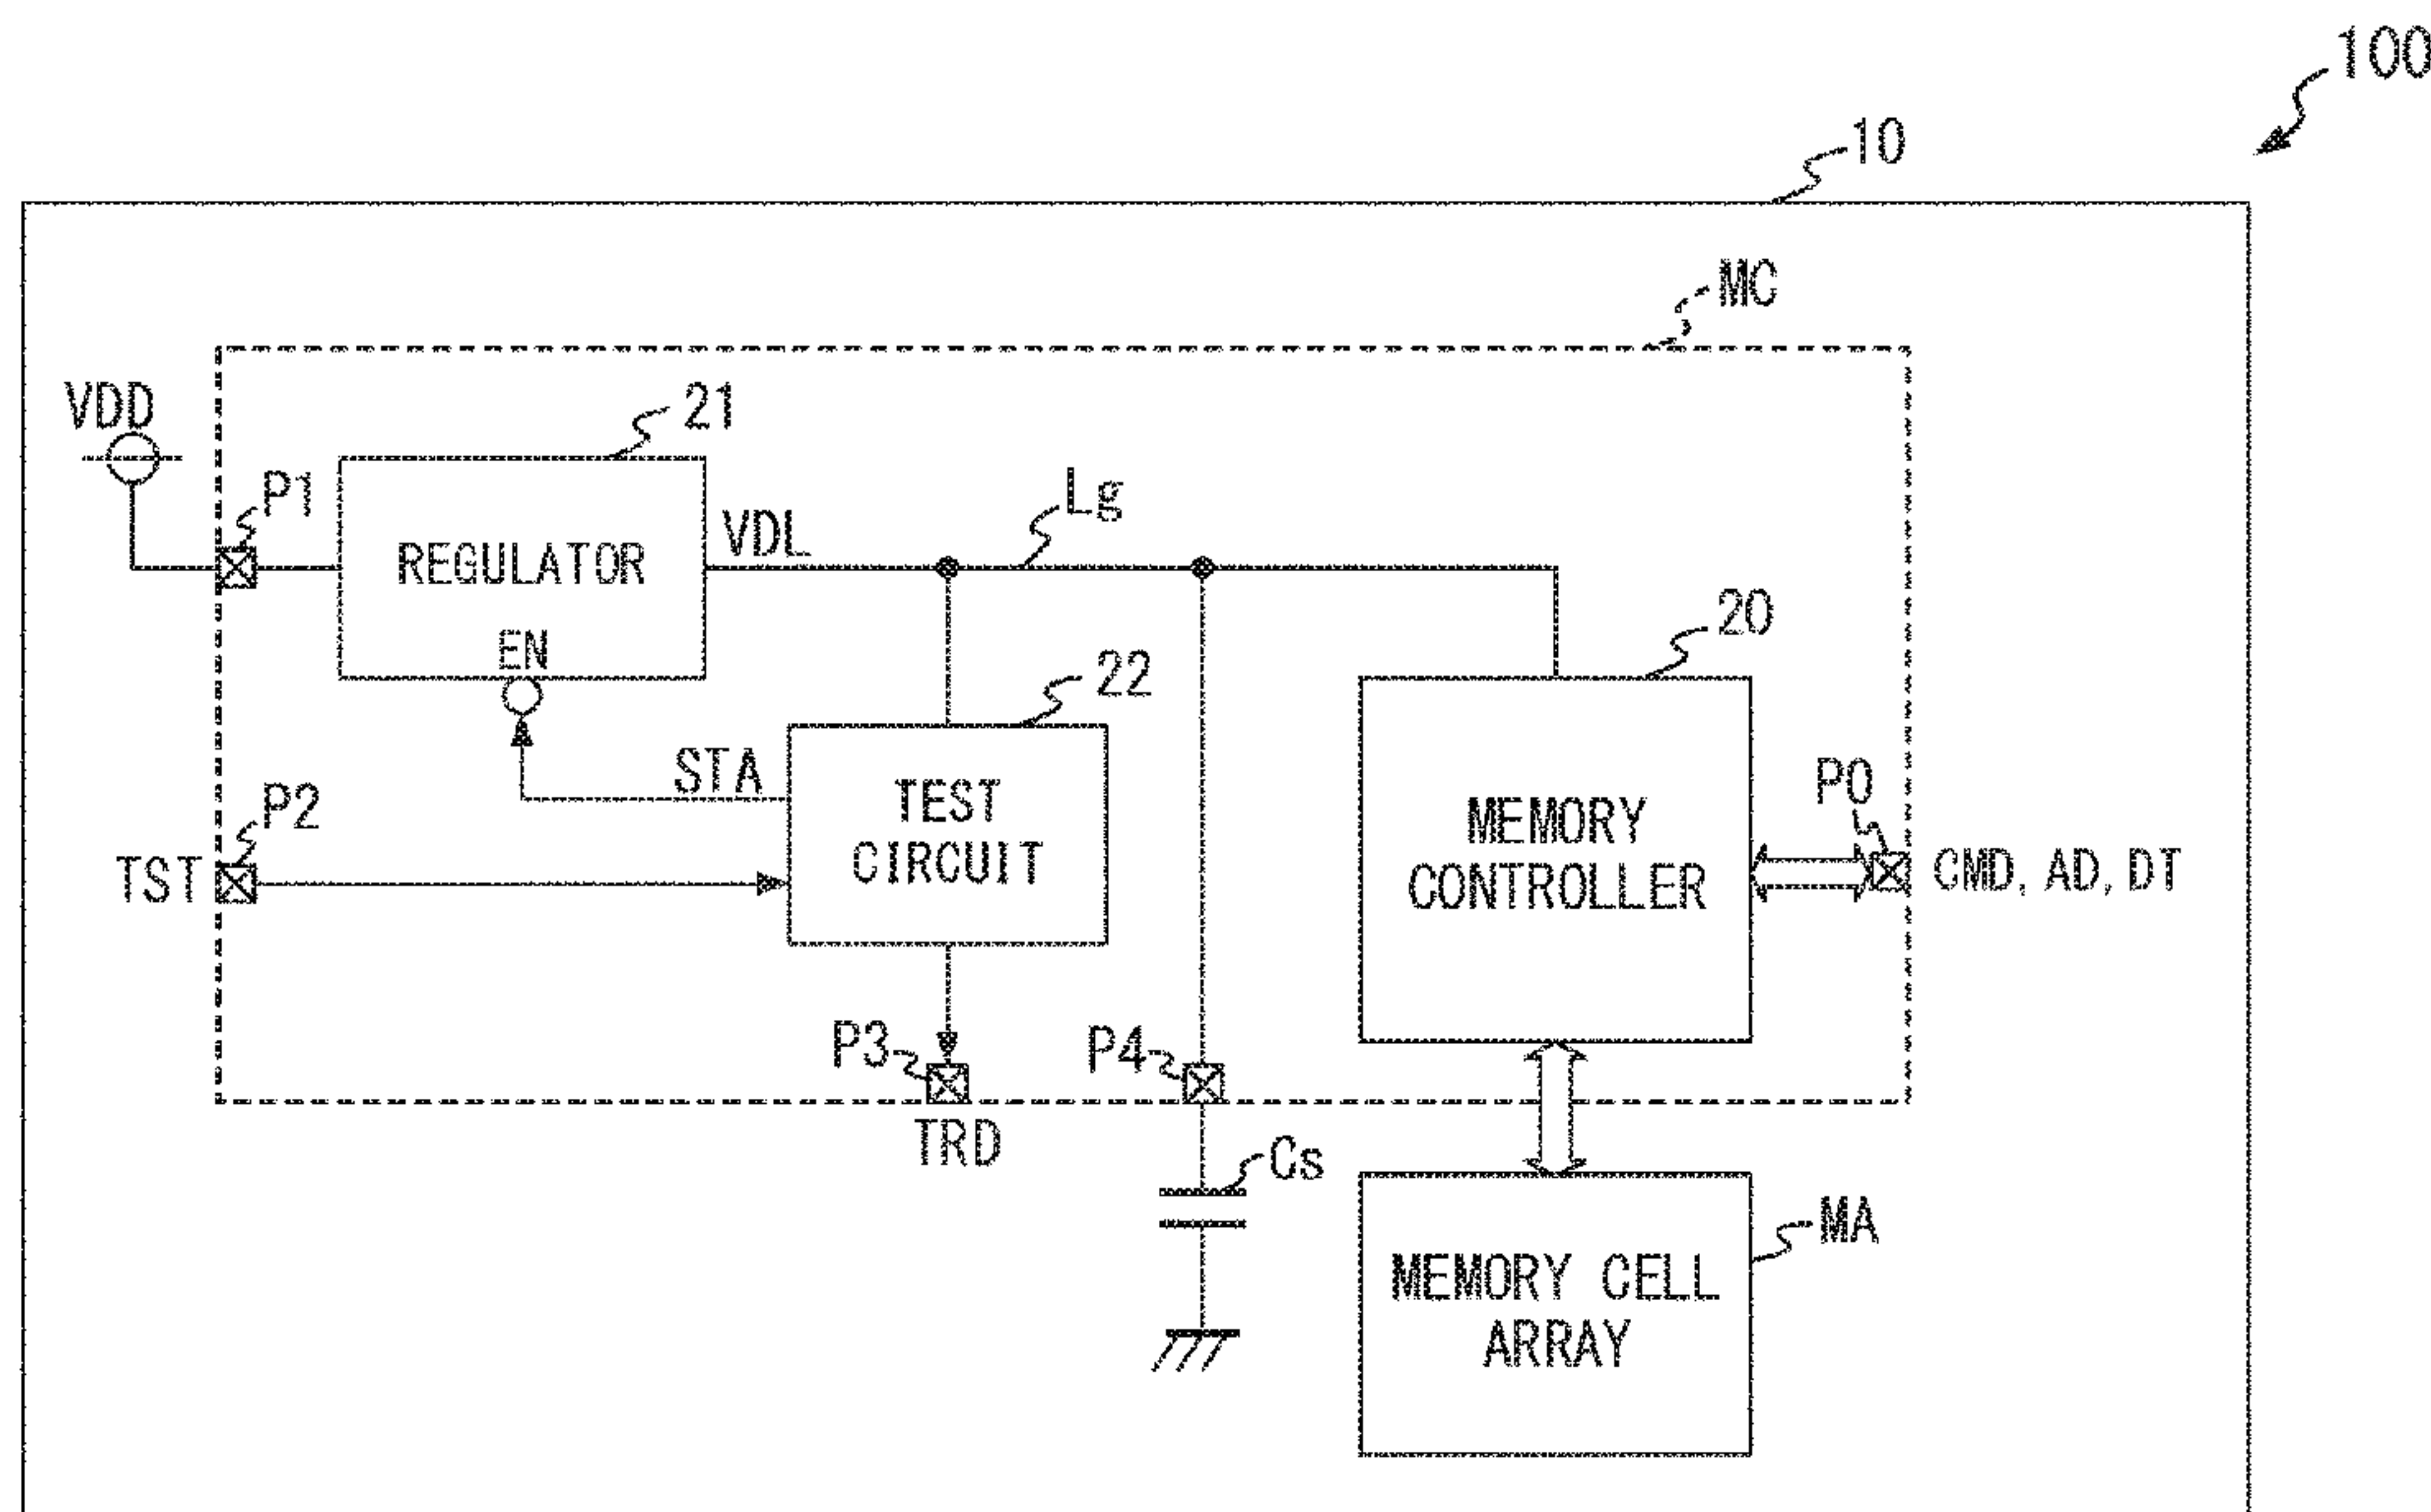 100
10
MC
VDD
21
P1
REGULATOR
VDL
Lg
EN
20
22
STA
P2
TST
TEST
CIRCUIT
MEMORY
CONTROLLER
P0
CMD, AD, DT
P3
P4
TRD
Cs
MA
MEMORY CELL
ARRAY